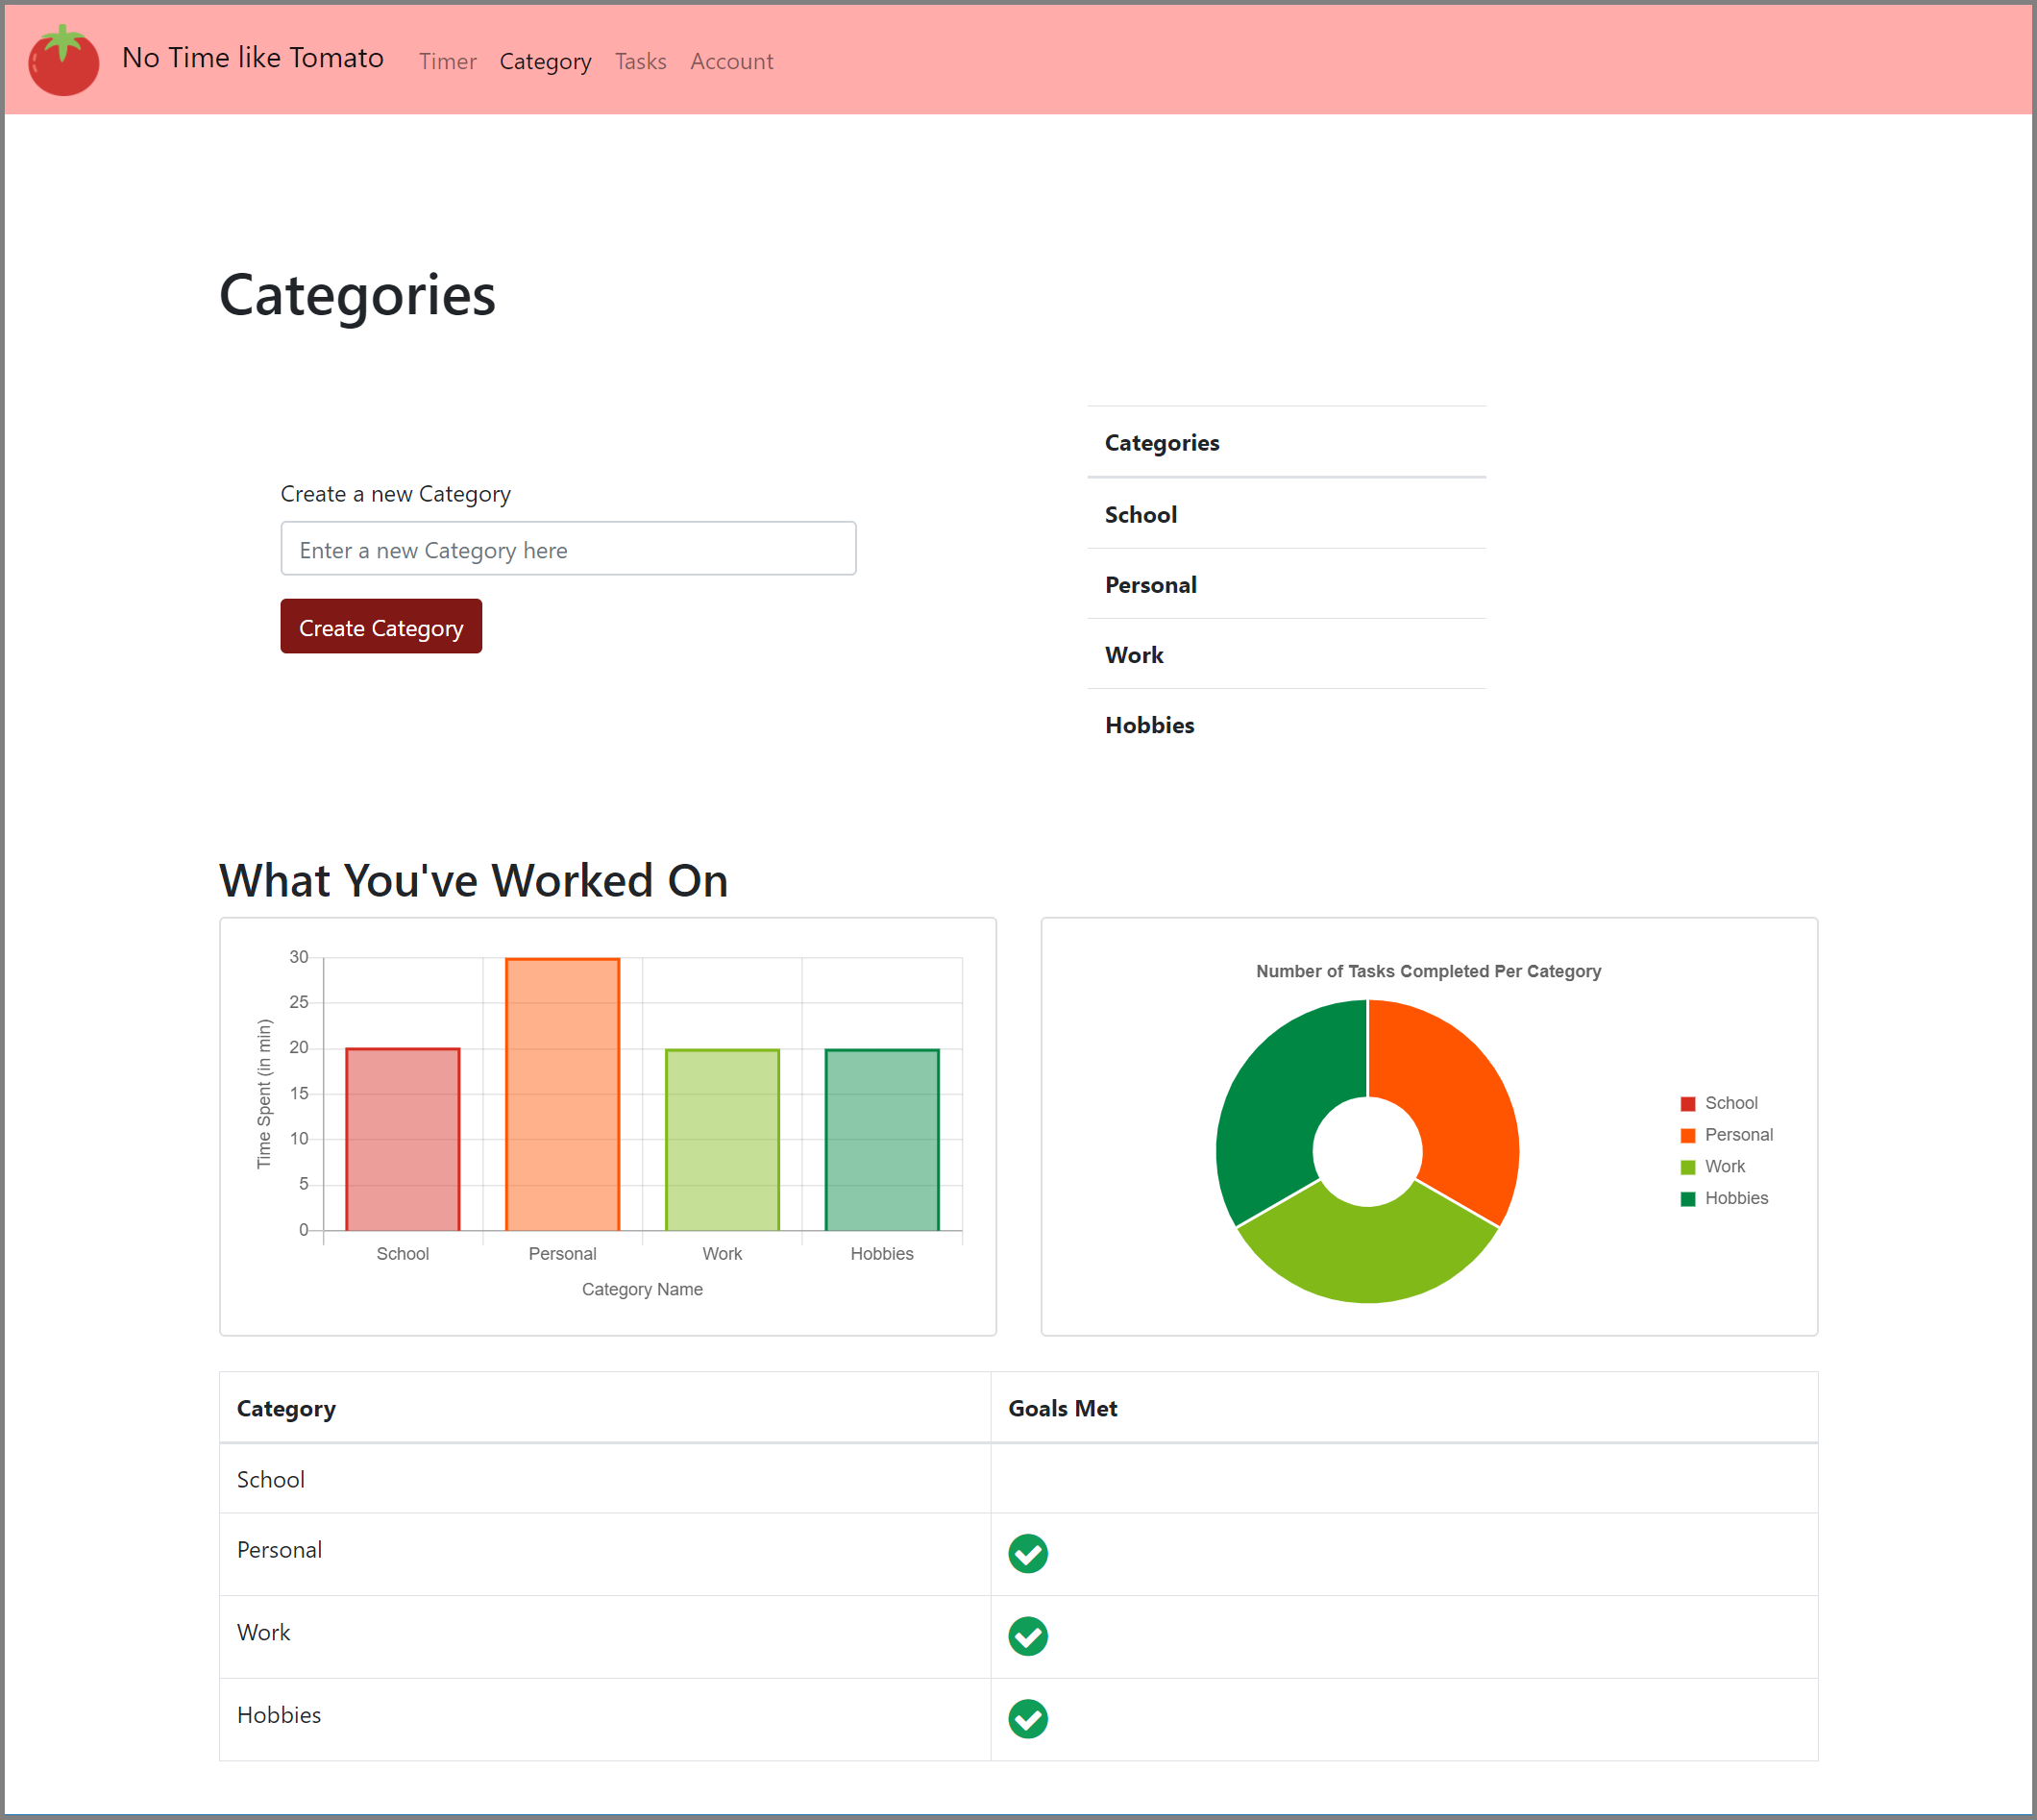 No Time like Tomato Timer Category Tasks Account
Categories
Create a new Category
Enter a new Category here
Create Category
Categories
School
Personal
Work
Hobbies
What You've Worked On
30
25
20
15
10
5
0
Time Spent (in min)
School Personal Work Hobbies
Category Name
Number of Tasks Completed Per Category
School
Personal
Work
Hobbies
Category Goals Met
School
Personal
Work
Hobbies